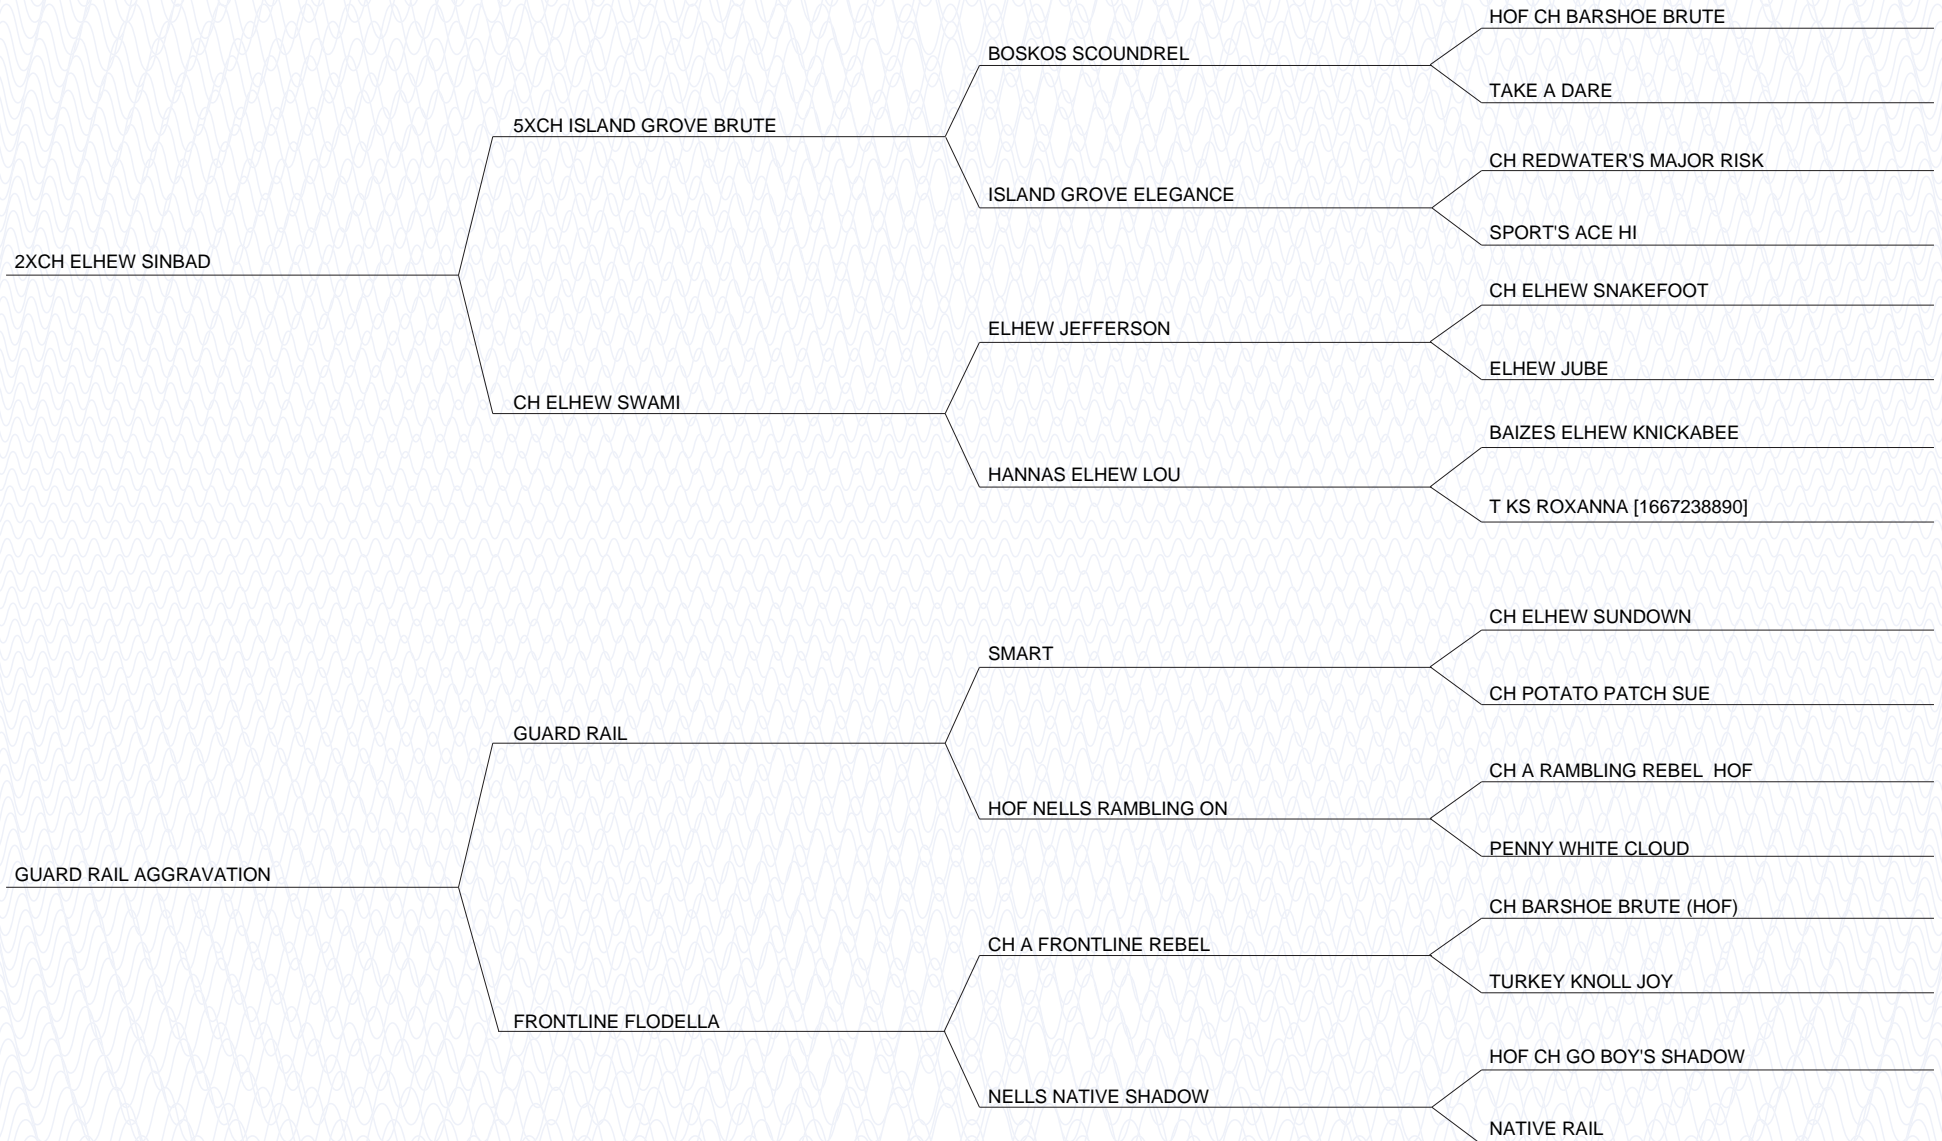 HOF CH BARSHOE BRUTE
BOSKOS SCOUNDREL
TAKE A DARE
5XCH ISLAND GROVE BRUTE
CH REDWATER'S MAJOR RISK
ISLAND GROVE ELEGANCE
SPORT'S ACE HI
2XCH ELHEW SINBAD
CH ELHEW SNAKEFOOT
ELHEW JEFFERSON
ELHEW JUBE
CH ELHEW SWAMI
BAIZES ELHEW KNICKABEE
HANNAS ELHEW LOU
T KS ROXANNA [1667238890]
CH ELHEW SUNDOWN
SMART
CH POTATO PATCH SUE
GUARD RAIL
CH A RAMBLING REBEL  HOF
HOF NELLS RAMBLING ON
PENNY WHITE CLOUD
GUARD RAIL AGGRAVATION
CH BARSHOE BRUTE (HOF)
CH A FRONTLINE REBEL
TURKEY KNOLL JOY
FRONTLINE FLODELLA
HOF CH GO BOY'S SHADOW
NELLS NATIVE SHADOW
NATIVE RAIL